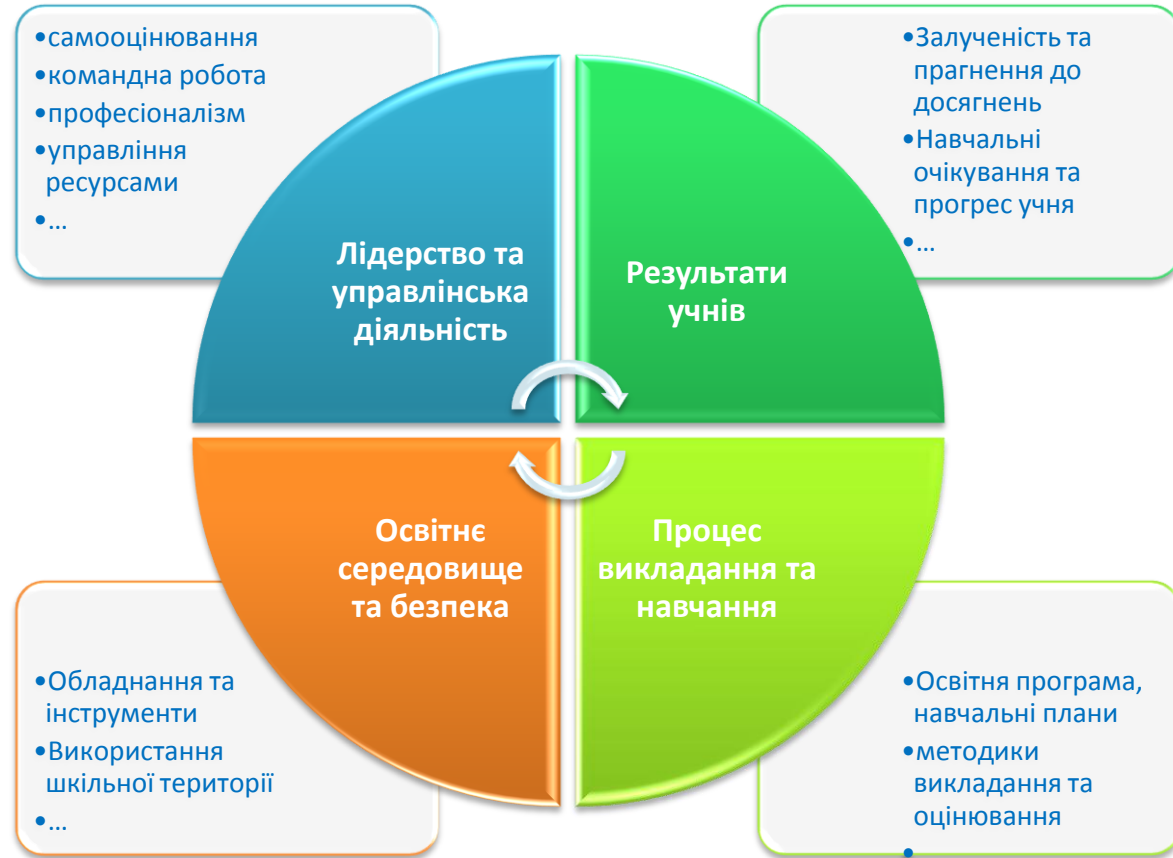 •самооцінювання
•командна робота
•професіоналізм
•управління
ресурсами
•...
•Залученість та
прагнення до
досягнень
•Навчальні
очікування та
прогрес учня
•...
Лідерство та
управлінська
діяльність
Результати
учнів
Освітнє
середовище
та безпека
Процес
викладання та
навчання
•Обладнання та
інструменти
•Використання
шкільної території
•...
•Освітня програма,
навчальні плани
•методики
викладання та
оцінювання
•